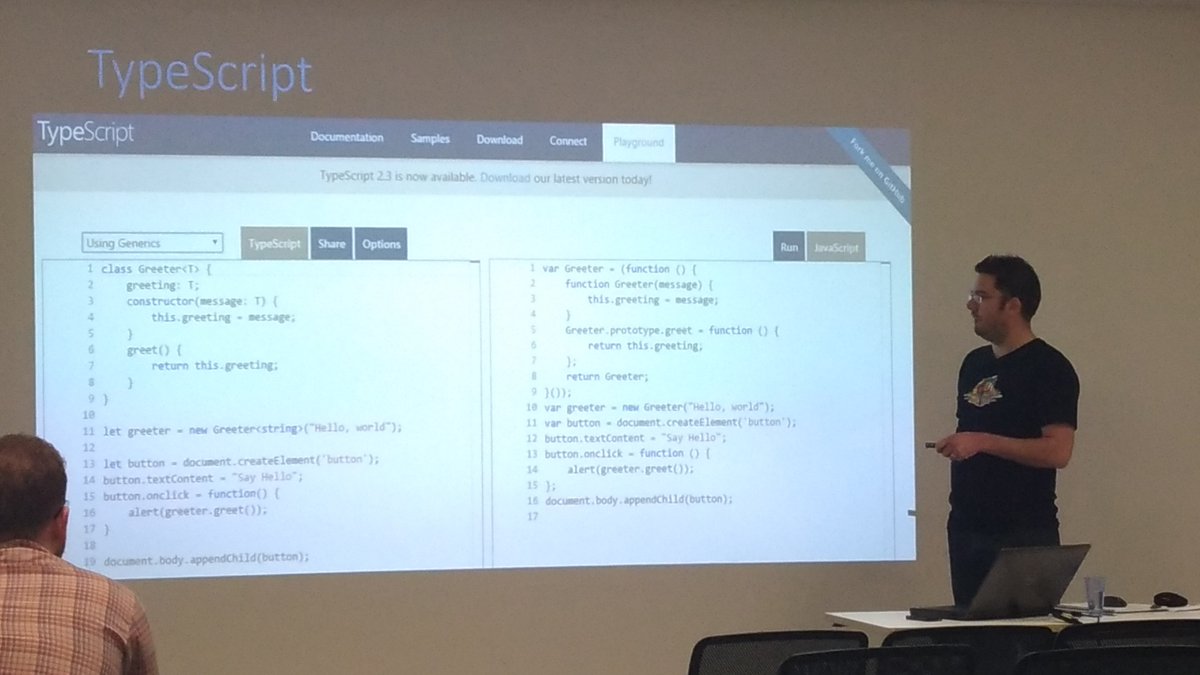 TypeScript
TypeScript
Documentation Samples Download Connect Playground
Fork me on GitHub
TypeScript 2.3 is now available. Download our latest version today!
Using Generics TypeScript Share Options
Run JavaScript
1 class Greeter<T> {
2 greeting: T;
3 constructor(message: T) {
4 this.greeting = message;
5 }
6 greet() {
7 return this.greeting;
8 }
9 }
10
11 let greeter = new Greeter<string>("Hello, world");
12
13 let button = document.createElement('button');
14 button.textContent = "Say Hello";
15 button.onclick = function() {
16 alert(greeter.greet());
17 }
18
19 document.body.appendChild(button);
1 var Greeter = (function () {
2 function Greeter(message) {
3 this.greeting = message;
4 }
5 Greeter.prototype.greet = function () {
6 return this.greeting;
7 };
8 return Greeter;
9 }());
10 var greeter = new Greeter("Hello, world");
11 var button = document.createElement('button');
12 button.textContent = "Say Hello";
13 button.onclick = function () {
14 alert(greeter.greet());
15 };
16 document.body.appendChild(button);
17